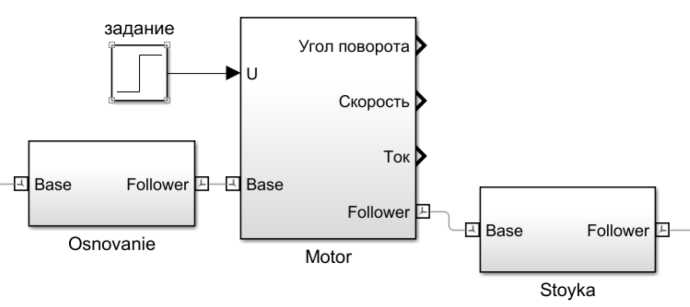 задание
Угол поворота
U
Скорость
Ток
Base Follower
Base
Follower
Osnovanie
Motor
Base Follower
Stoyka